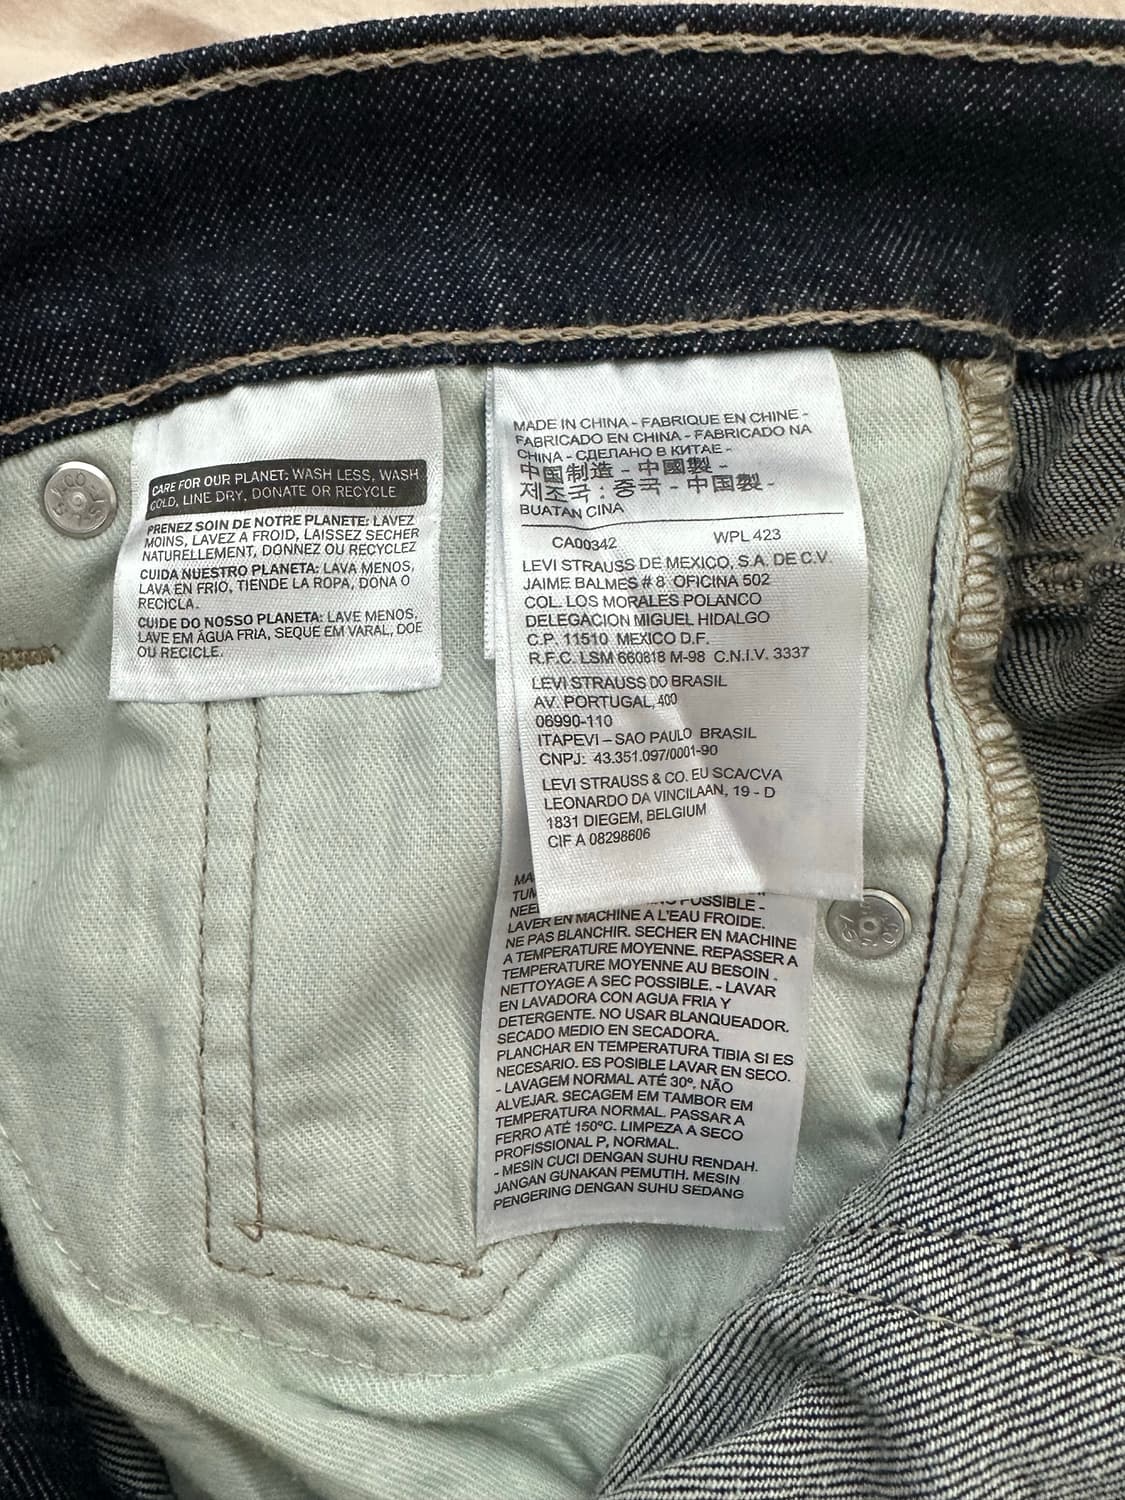 CARE FOR OUR PLANET: WASH LESS, WASH
COLD, LINE DRY, DONATE OR RECYCLE
PRENEZ SOIN DE NOTRE PLANETE: LAVEZ
MOINS, LAVEZ A FROID, LAISSEZ SECHER
NATURELLEMENT, DONNEZ OU RECYCLEZ
CUIDA NUESTRO PLANETA: LAVA MENOS,
LAVA EN FRIO, TIENDE LA ROPA, DONA O
RECICLA.
CUIDE DO NOSSO PLANETA: LAVE MENOS,
LAVE EM ÁGUA FRIA, SEQUE EM VARAL, DOE
OU RECICLE.
MADE IN CHINA - FABRIQUE EN CHINE -
FABRICADO EN CHINA - FABRICADO NA
CHINA - СДЕЛАНО В КИТАЕ -
中国制造 - 中國製 -
제조국 : 중국 - 中国製 -
BUATAN CINA
CA00342 WPL 423
LEVI STRAUSS DE MEXICO, S.A. DE C.V.
JAIME BALMES # 8 OFICINA 502
COL. LOS MORALES POLANCO
DELEGACION MIGUEL HIDALGO
C.P. 11510 MEXICO D.F.
R.F.C. LSM 660818 M-98 C.N.I.V. 3337
LEVI STRAUSS DO BRASIL
AV. PORTUGAL, 400
06990-110
ITAPEVI – SAO PAULO BRASIL
CNPJ: 43.351.097/0001-90
LEVI STRAUSS & CO. EU SCA/CVA
LEONARDO DA VINCILAAN, 19 - D
1831 DIEGEM, BELGIUM
CIF A 08298606
POSSIBLE -
LAVER EN MACHINE A L'EAU FROIDE.
NE PAS BLANCHIR. SECHER EN MACHINE
A TEMPERATURE MOYENNE. REPASSER A
TEMPERATURE MOYENNE AU BESOIN -
NETTOYAGE A SEC POSSIBLE. - LAVAR
EN LAVADORA CON AGUA FRIA Y
DETERGENTE. NO USAR BLANQUEADOR.
SECADO MEDIO EN SECADORA.
PLANCHAR EN TEMPERATURA TIBIA SI ES
NECESARIO. ES POSIBLE LAVAR EN SECO.
- LAVAGEM NORMAL ATÉ 30º, NÃO
ALVEJAR. SECAGEM EM TAMBOR EM
TEMPERATURA NORMAL. PASSAR A
FERRO ATÉ 150ºC. LIMPEZA A SECO
PROFISSIONAL P, NORMAL.
- MESIN CUCI DENGAN SUHU RENDAH.
JANGAN GUNAKAN PEMUTIH. MESIN
PENGERING DENGAN SUHU SEDANG